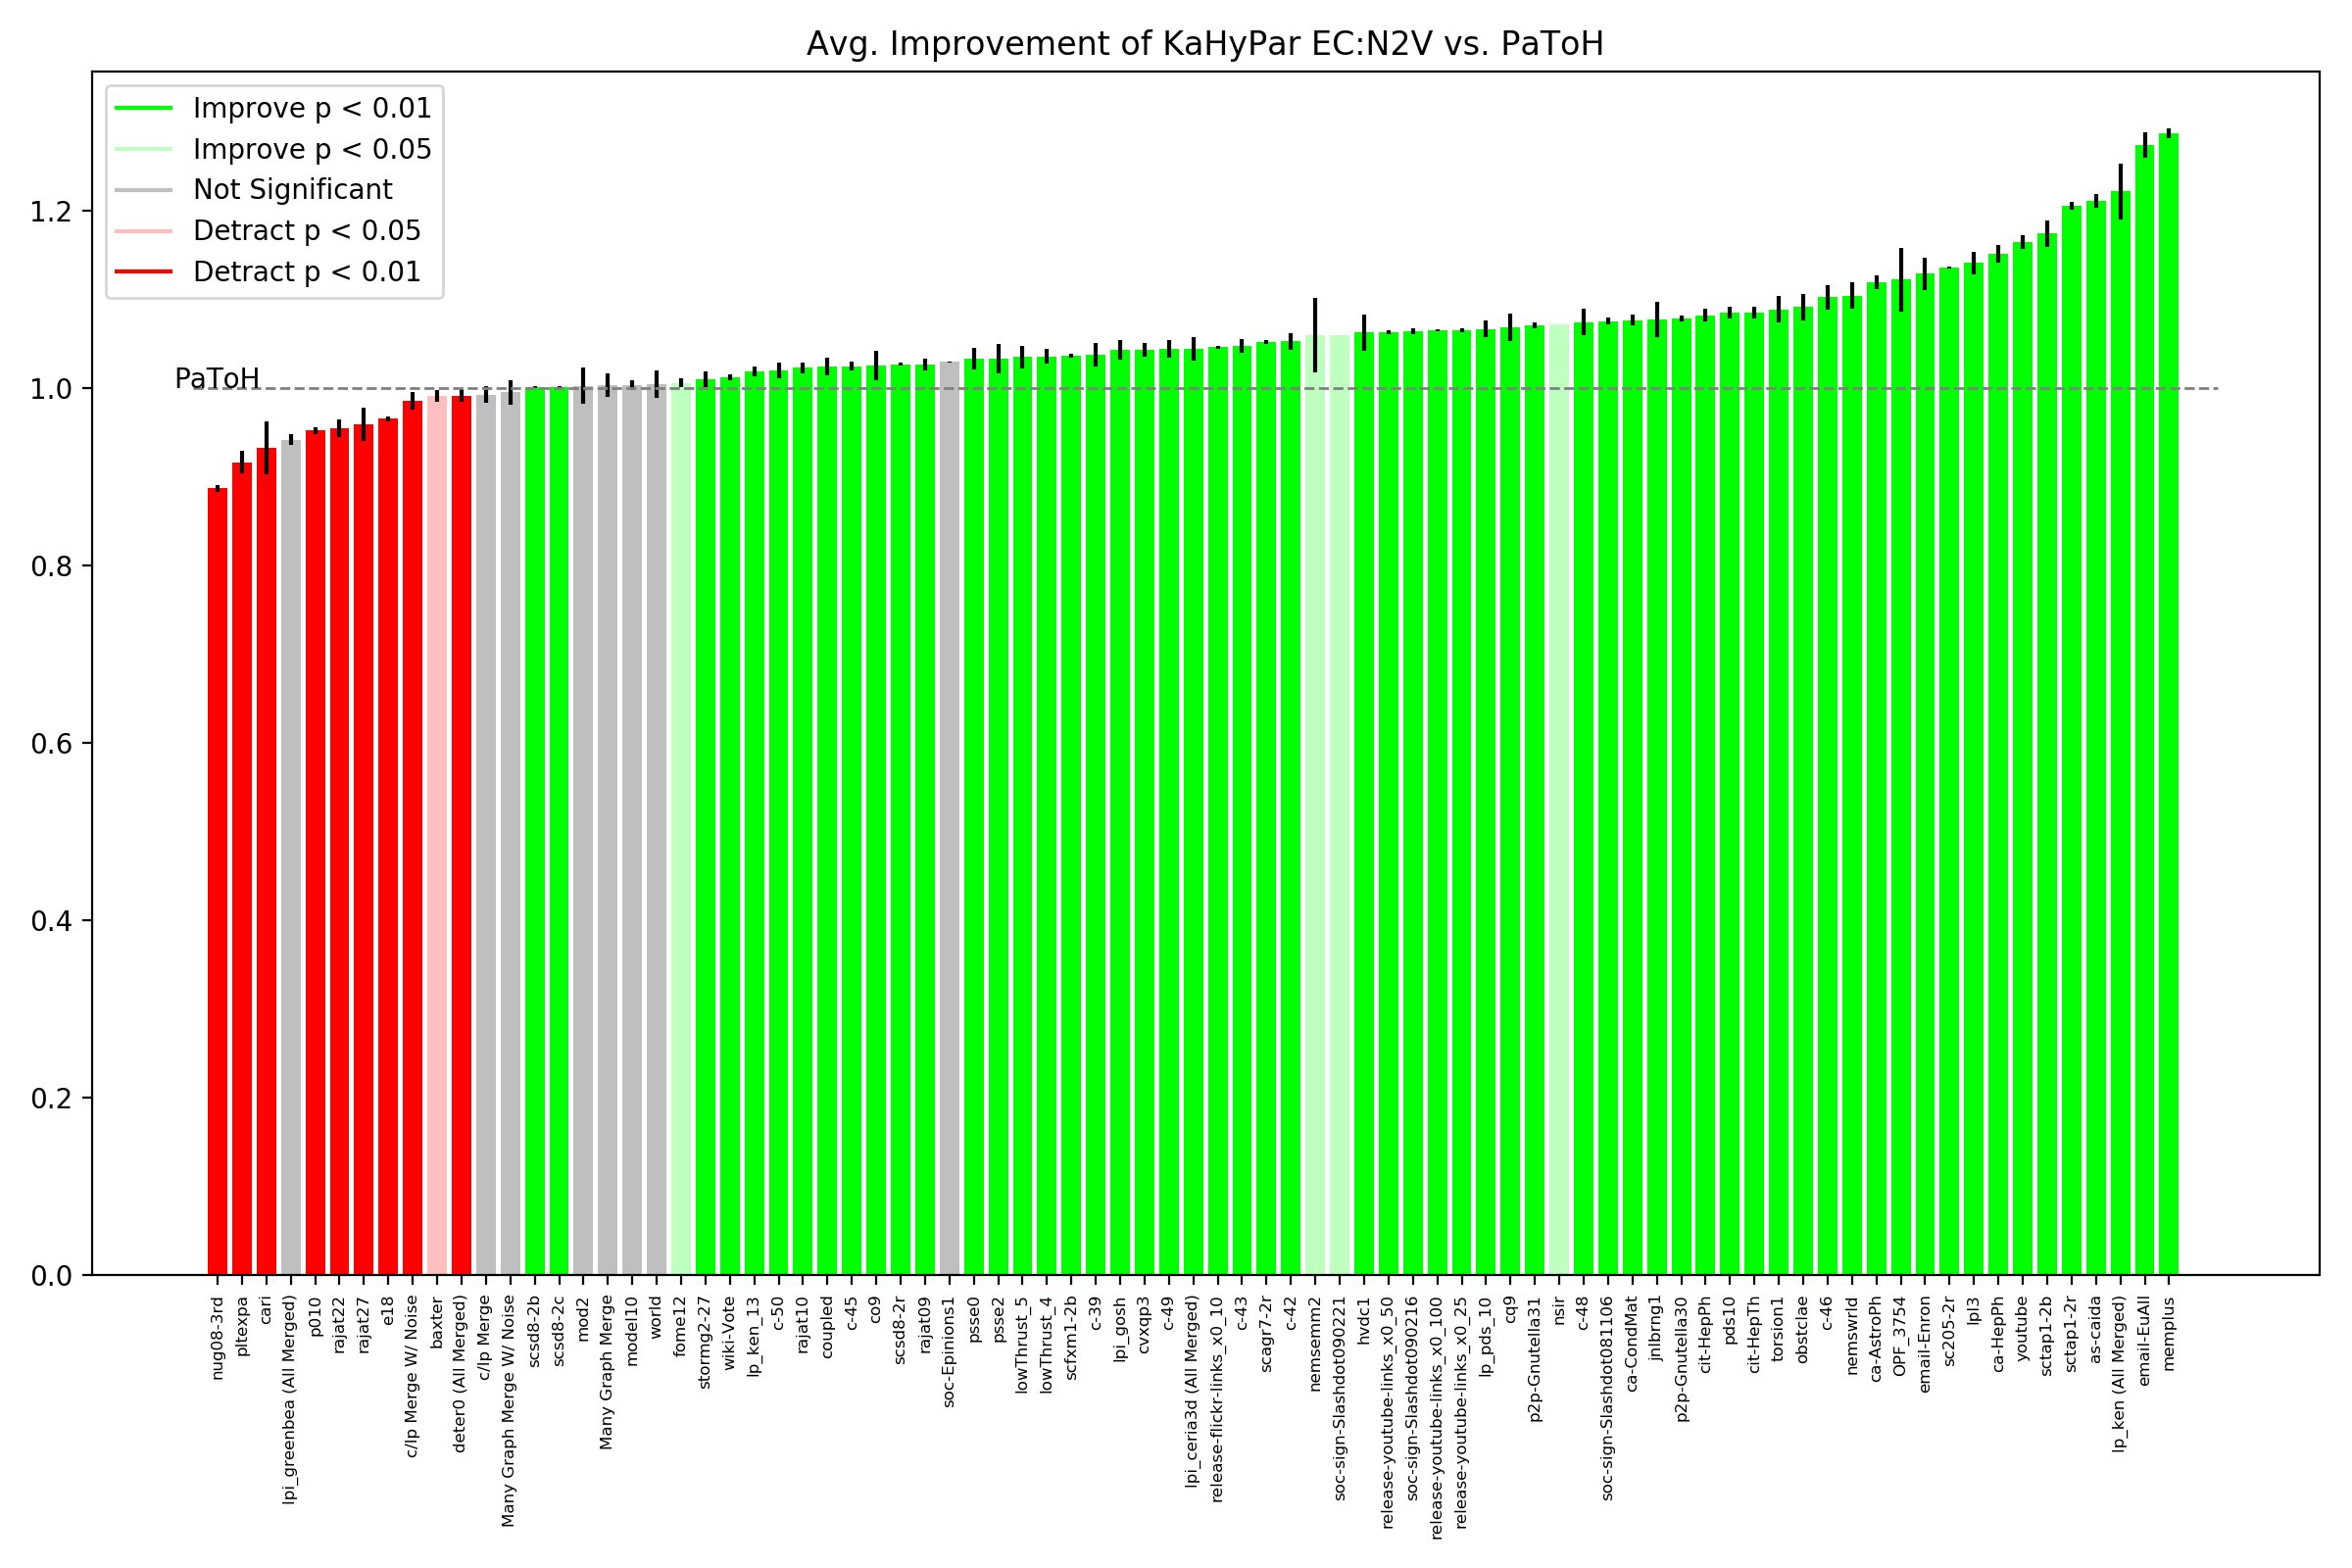 Avg. Improvement of KaHyPar EC:N2V vs. PaToH
Improve p < 0.01
Improve p < 0.05
Not Significant
Detract p < 0.05
Detract p < 0.01
1.2
1.0
0.8
0.6
0.4
0.2
0.0
PaToH
nug08-3rd
pltexpa
cari
lpi_greenbea (All Merged)
p010
rajat22
rajat27
e18
c/lp Merge W/ Noise
baxter
deter0 (All Merged)
c/lp Merge
Many Graph Merge W/ Noise
scsd8-2b
scsd8-2c
mod2
Many Graph Merge
model10
world
fome12
stormg2-27
wiki-Vote
lp_ken_13
c-50
rajat10
coupled
c-45
co9
scsd8-2r
rajat09
soc-Epinions1
psse0
psse2
lowThrust_5
lowThrust_4
scfxm1-2b
c-39
lpi_gosh
cvxqp3
c-49
lpi_ceria3d (All Merged)
release-flickr-links_x0_10
c-43
scagr7-2r
c-42
nemsemm2
soc-sign-Slashdot090221
hvdc1
release-youtube-links_x0_50
soc-sign-Slashdot090216
release-youtube-links_x0_100
release-youtube-links_x0_25
lp_pds_10
cq9
p2p-Gnutella31
nsir
c-48
soc-sign-Slashdot081106
ca-CondMat
jnlbrng1
p2p-Gnutella30
cit-HepPh
pds10
cit-HepTh
torsion1
obstclae
c-46
nemswrld
ca-AstroPh
OPF_3754
email-Enron
sc205-2r
lpl3
ca-HepPh
youtube
sctap1-2b
sctap1-2r
as-caida
lp_ken (All Merged)
email-EuAll
memplus